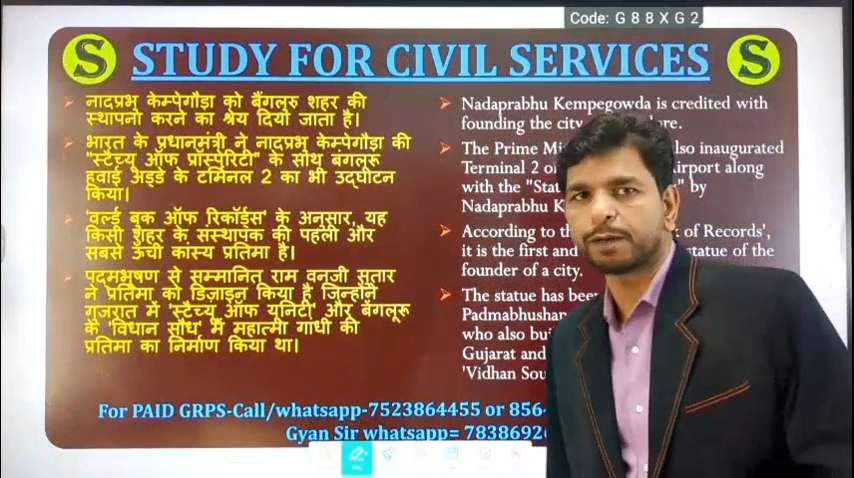 Code: G 8 8 X G 2
S STUDY FOR CIVIL SERVICES S
नादप्रभु केम्पेगौड़ा को बैंगलुरु शहर की
स्थापना करने का श्रेय दिया जाता है।
भारत के प्रधानमंत्री ने नादप्रभु केम्पेगौड़ा की
"स्टैच्यू ऑफ प्रॉस्पेरिटी" के साथ बंगलूरू
हवाई अड्डे के टर्मिनल 2 का भी उद्घाटन
किया।
'वर्ल्ड बुक ऑफ रिकॉर्ड्स' के अनुसार, यह
किसी शहर के संस्थापक की पहली और
सबसे ऊँची कांस्य प्रतिमा है।
पद्मभूषण से सम्मानित राम वनजी सुतार
ने प्रतिमा को डिज़ाइन किया है जिन्होंने
गुजरात में 'स्टैच्यू ऑफ यूनिटी' और बंगलूरू
के 'विधान सौध' में महात्मा गांधी की
प्रतिमा का निर्माण किया था।
Nadaprabhu Kempegowda is credited with
founding the city
The Prime also inaugurated
Terminal 2 Airport along
with the by
Nadaprabhu
According to of Records',
it is the first and statue of the
founder of a city.
The statue has
Padmabhushan
who also
Gujarat and
'Vidhan
For PAID GRPS-Call/whatsapp-7523864455 or
Gyan Sir whatsapp=